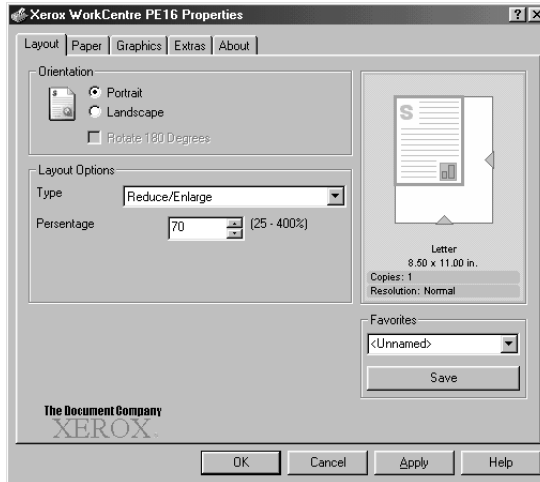 Xerox WorkCentre PE16 Properties
Layout Paper Graphics Extras About
Orientation
Portrait
Landscape
Rotate 180 Degrees
Layout Options
Type Reduce/Enlarge
Persentage 70 (25 - 400%)
S
S
Letter
8.50 x 11.00 in.
Copies: 1
Resolution: Normal
Favorites
<Unnamed>
Save
The Document Company
XEROX
OK Cancel Apply Help